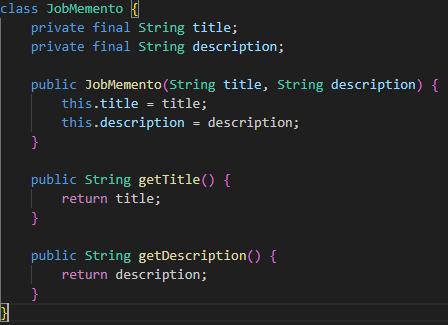 class JobMemento {
    private final String title;
    private final String description;

    public JobMemento(String title, String description) {
        this.title = title;
        this.description = description;
    }

    public String getTitle() {
        return title;
    }

    public String getDescription() {
        return description;
    }
}